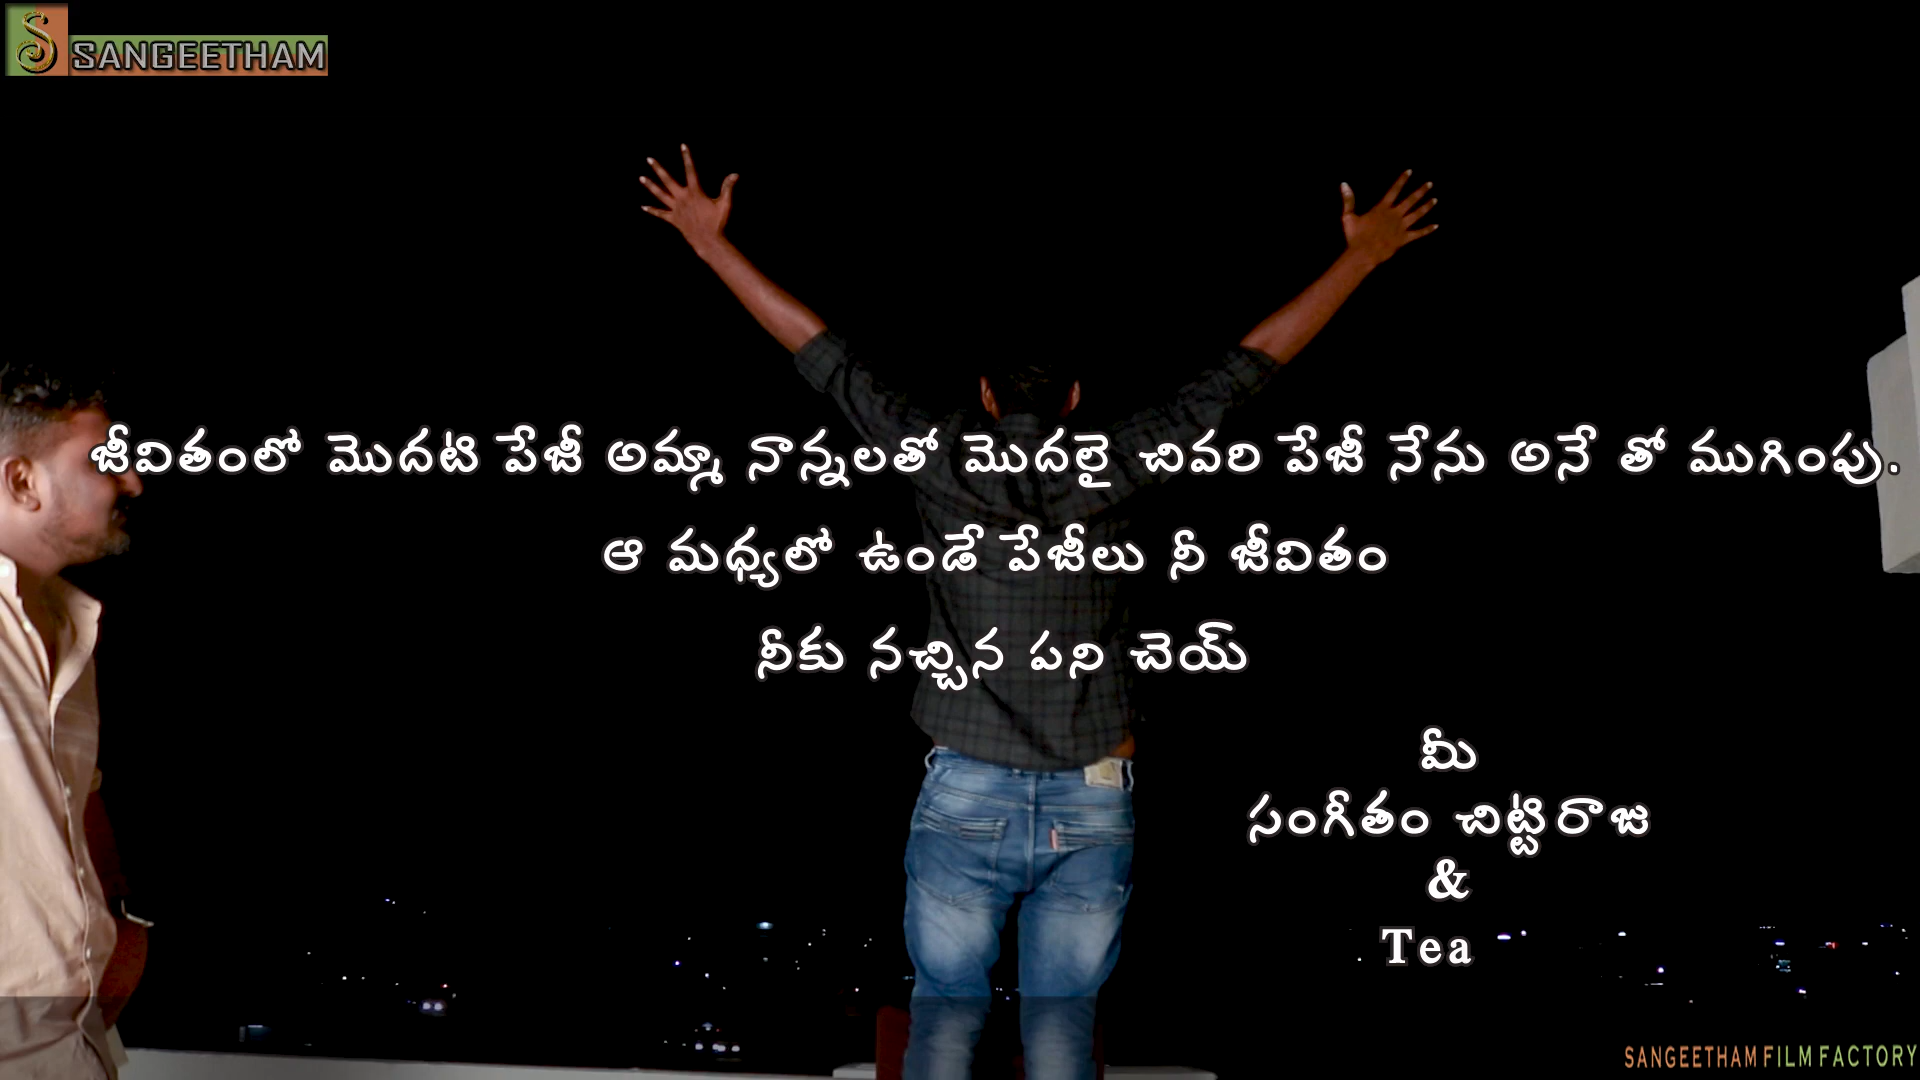 SANGEETHAM
జీవితంలో మొదటి పేజీ అమ్మా నాన్నలతో మొదలై చివరి పేజీ నేను అనే తో ముగింపు.
ఆ మధ్యలో ఉండే పేజీలు నీ జీవితం
నీకు నచ్చిన పని చెయ్
మీ
సంగీతం చిట్టిరాజు
&
Tea
SANGEETHAM FILM FACTORY